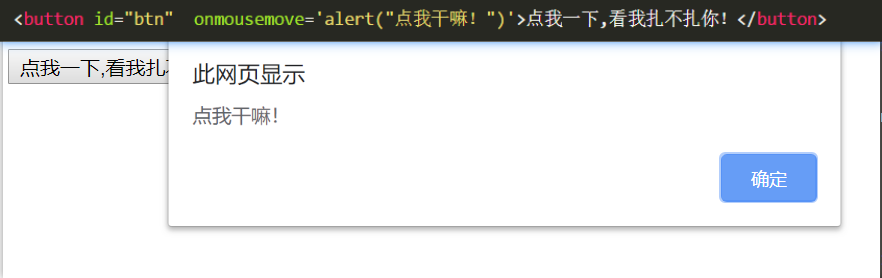 <button id="btn"  onmousemove='alert("点我干嘛！")'>点我一下,看我扎不扎你！</button>
点我一下,看我扎
此网页显示
点我干嘛！
确定